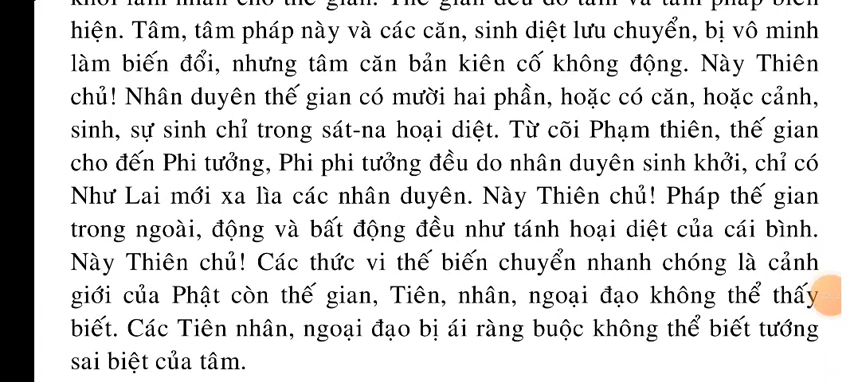 hiện. Tâm, tâm pháp này và các căn, sinh diệt lưu chuyển, bị vô minh
làm biến đổi, nhưng tâm căn bản kiên cố không động. Này Thiên
chủ! Nhân duyên thế gian có mười hai phần, hoặc có căn, hoặc cảnh,
sinh, sự sinh chỉ trong sát-na hoại diệt. Từ cõi Phạm thiên, thế gian
cho đến Phi tưởng, Phi phi tưởng đều do nhân duyên sinh khởi, chỉ có
Như Lai mới xa lìa các nhân duyên. Này Thiên chủ! Pháp thế gian
trong ngoài, động và bất động đều như tánh hoại diệt của cái bình.
Này Thiên chủ! Các thức vi thế biến chuyển nhanh chóng là cảnh
giới của Phật còn thế gian, Tiên, nhân, ngoại đạo không thể thấy
biết. Các Tiên nhân, ngoại đạo bị ái ràng buộc không thể biết tướng
sai biệt của tâm.